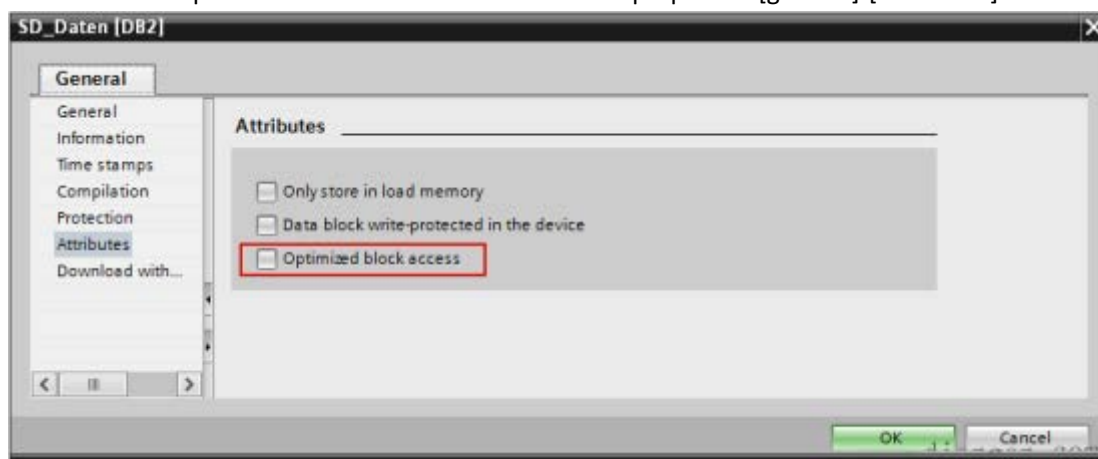 SD_Daten [DB2]
General
General
Information
Time stamps
Compilation
Protection
Attributes
Download with...
Attributes
Only store in load memory
Data block write-protected in the device
Optimized block access
OK
Cancel